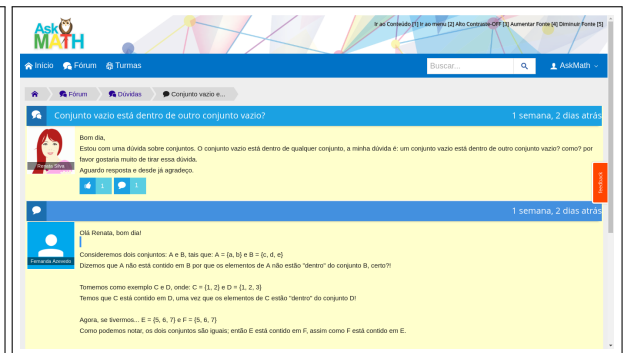 Ir ao Conteúdo [1] Ir ao menu [2] Alto Contraste-OFF [3] Aumentar Fonte [4] Diminuir Fonte [5]
Ask
MATH
Início Fórum Turmas Buscar... AskMath
Fórum Dúvidas Conjunto vazio e...
Conjunto vazio está dentro de outro conjunto vazio? 1 semana, 2 dias atrás
Bom dia,
Estou com uma dúvida sobre conjuntos. O conjunto vazio está dentro de qualquer conjunto, a minha dúvida é: um conjunto vazio está dentro de outro conjunto vazio? como? por
favor gostaria muito de tirar essa dúvida.
Aguardo resposta e desde já agradeço.
Renata Silva
1 1
feedback
1 semana, 2 dias atrás
Olá Renata, bom dia!
Fernanda Azevedo
Consideremos dois conjuntos: A e B, tais que: A = {a, b} e B = {c, d, e}
Dizemos que A não está contido em B por que os elementos de A não estão "dentro" do conjunto B, certo?!
Tomemos como exemplo C e D, onde: C = {1, 2} e D = {1, 2, 3}
Temos que C está contido em D, uma vez que os elementos de C estão "dentro" do conjunto D!
Agora, se tivermos... E = {5, 6, 7} e F = {5, 6, 7}
Como podemos notar, os dois conjuntos são iguais; então E está contido em F, assim como F está contido em E.